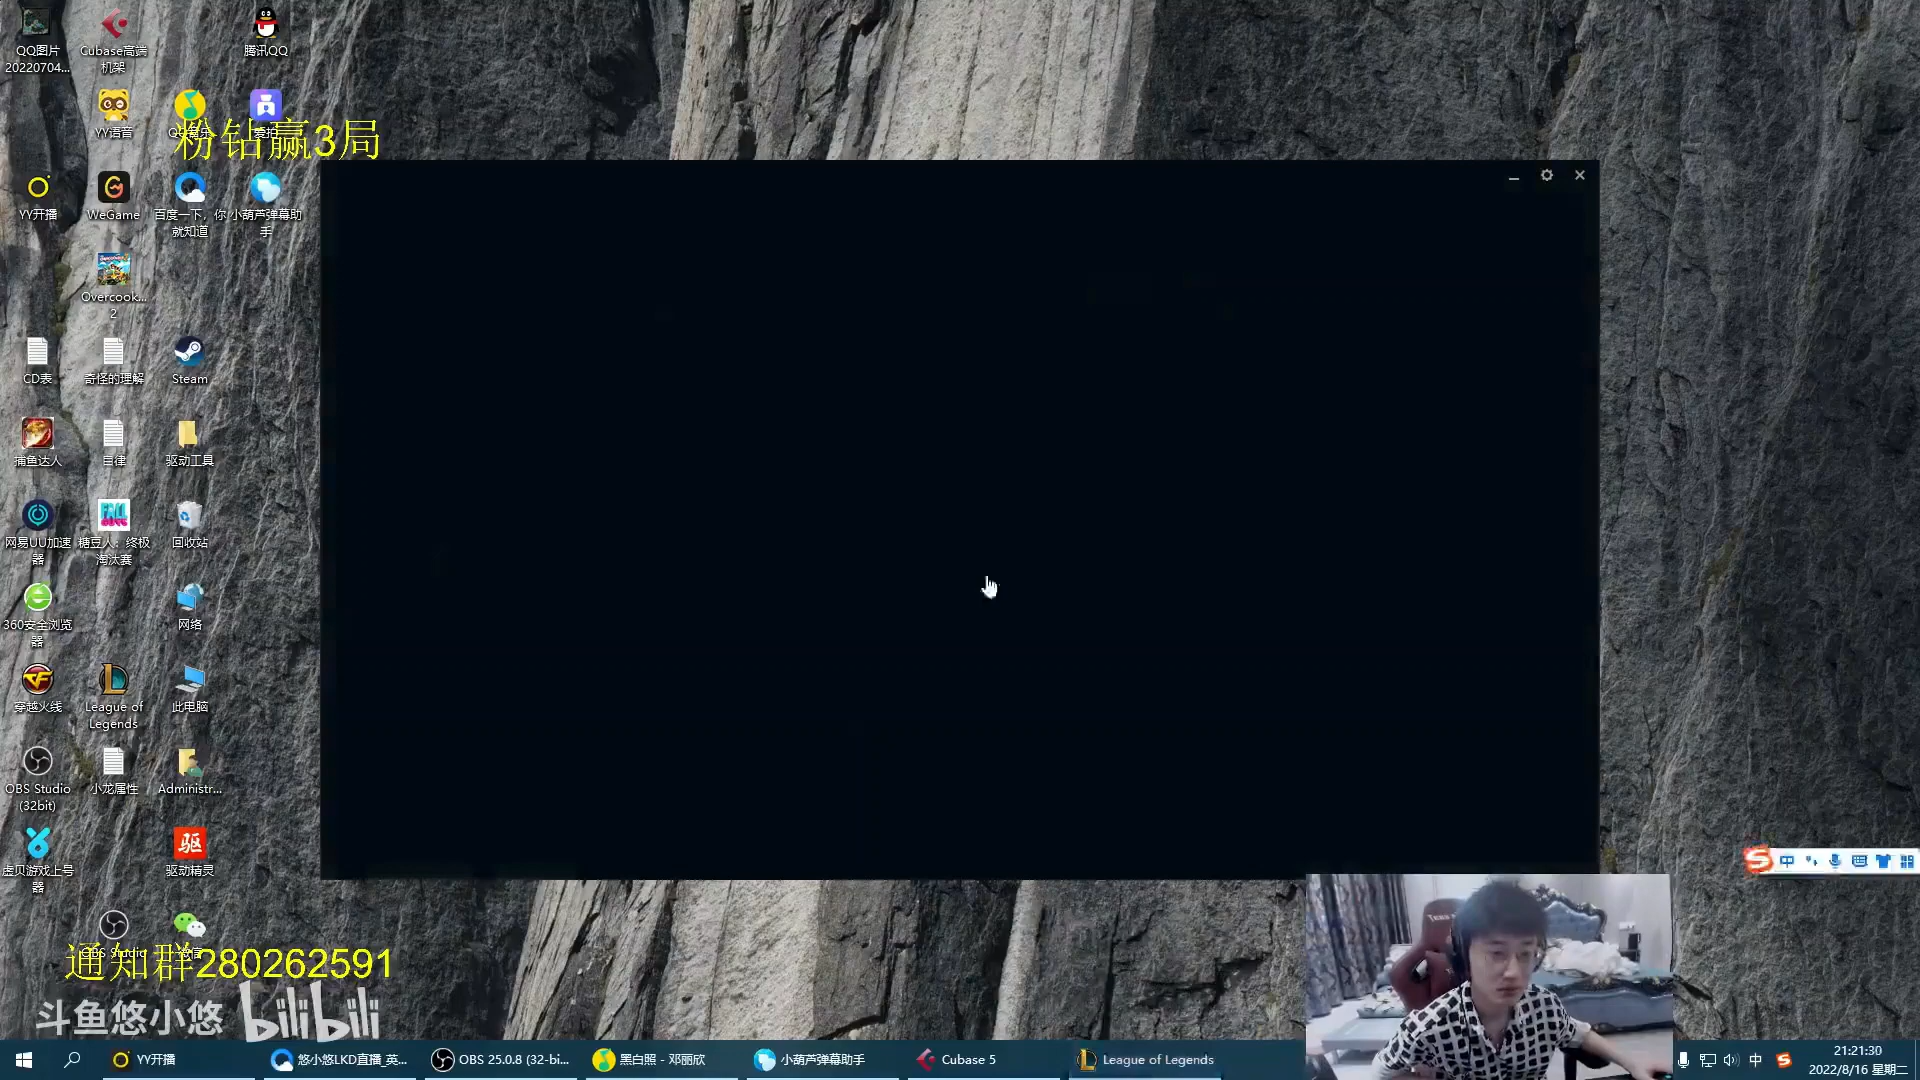 QQ图片
20220704...
Cubase高端
机架
腾讯QQ
YY语音
粉钻赢3局
YY开播
WeGame
百度一下，你
就知道
小葫芦弹幕助
手
Overcook...
2
CD表
奇怪的理解
Steam
捕鱼达人
自律
驱动工具
网易UU加速
器
糖豆人：终极
淘汰赛
回收站
360安全浏览
器
网络
穿越火线
League of
Legends
此电脑
OBS Studio
(32bit)
小龙属性
Administr...
虚贝游戏上号
器
驱
驱动精灵
OBS Studio
通知群280262591
斗鱼悠小悠 bilibili
中
YY开播
悠小悠LKD直播_英...
OBS 25.0.8 (32-bi...
黑白照 - 邓丽欣
小葫芦弹幕助手
Cubase 5
League of Legends
中
21:21:30
2022/8/16 星期二